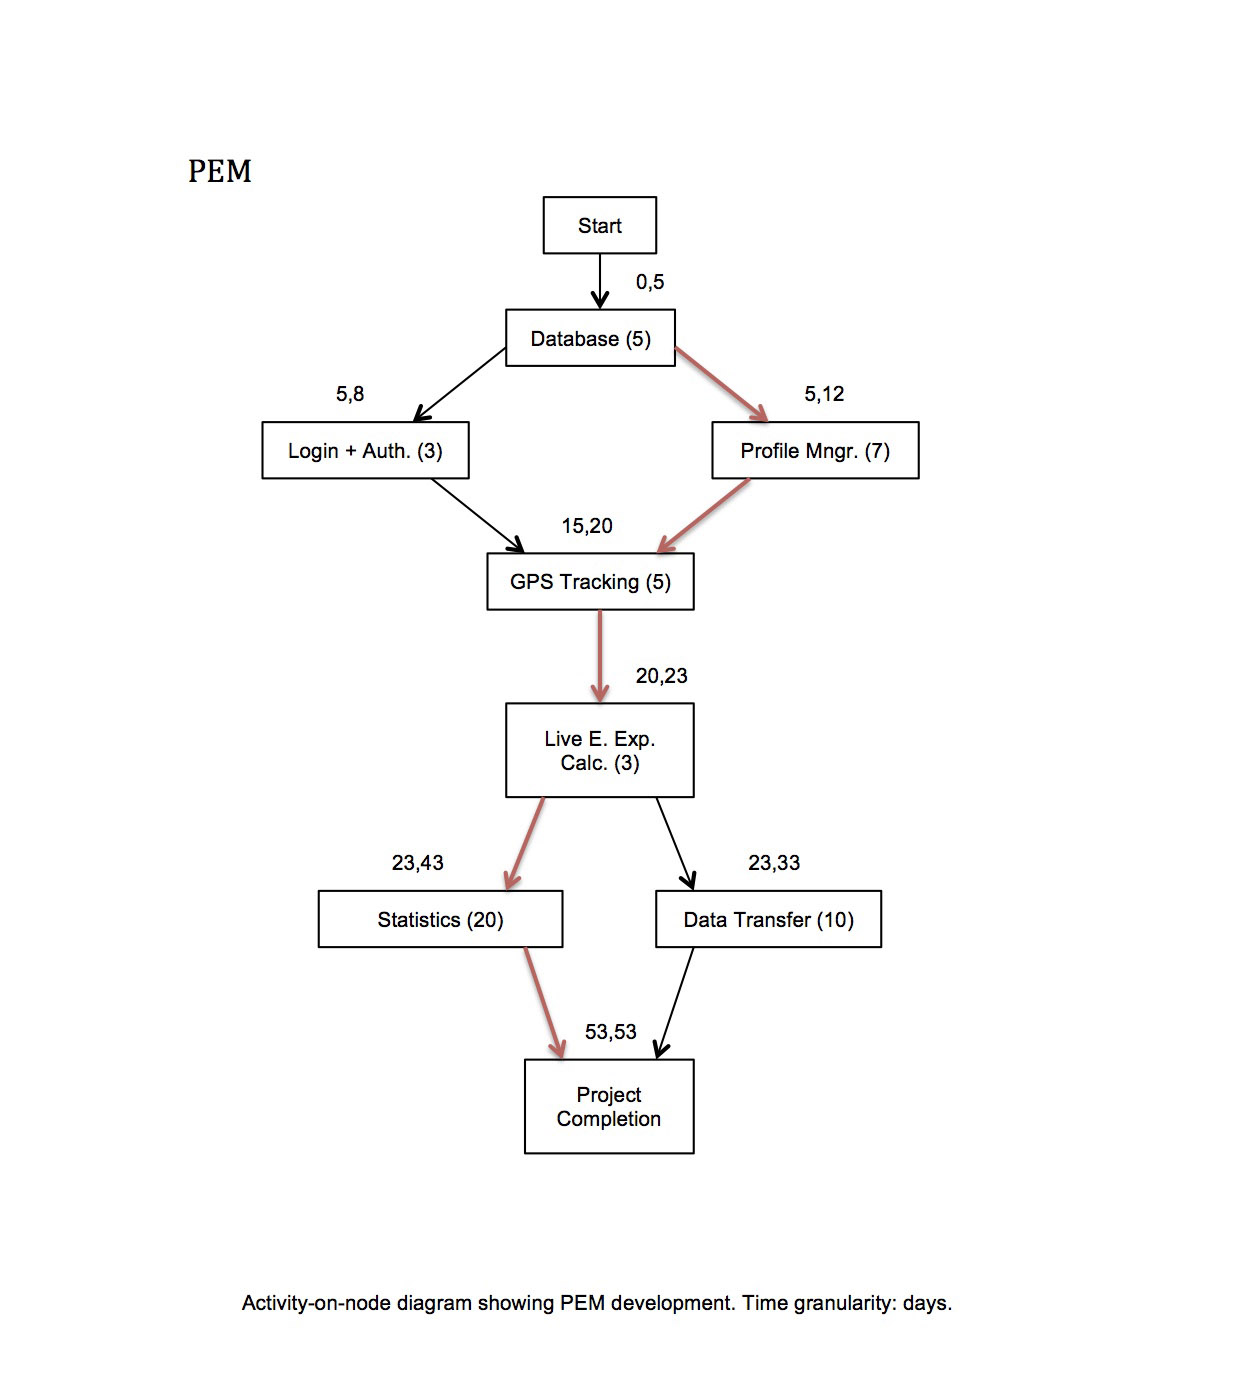 PEM
Start
0,5
Database (5)
5,8
5,12
Login + Auth. (3)
Profile Mngr. (7)
15,20
GPS Tracking (5)
20,23
Live E. Exp.
Calc. (3)
23,43
23,33
Statistics (20)
Data Transfer (10)
53,53
Project
Completion
Activity-on-node diagram showing PEM development. Time granularity: days.